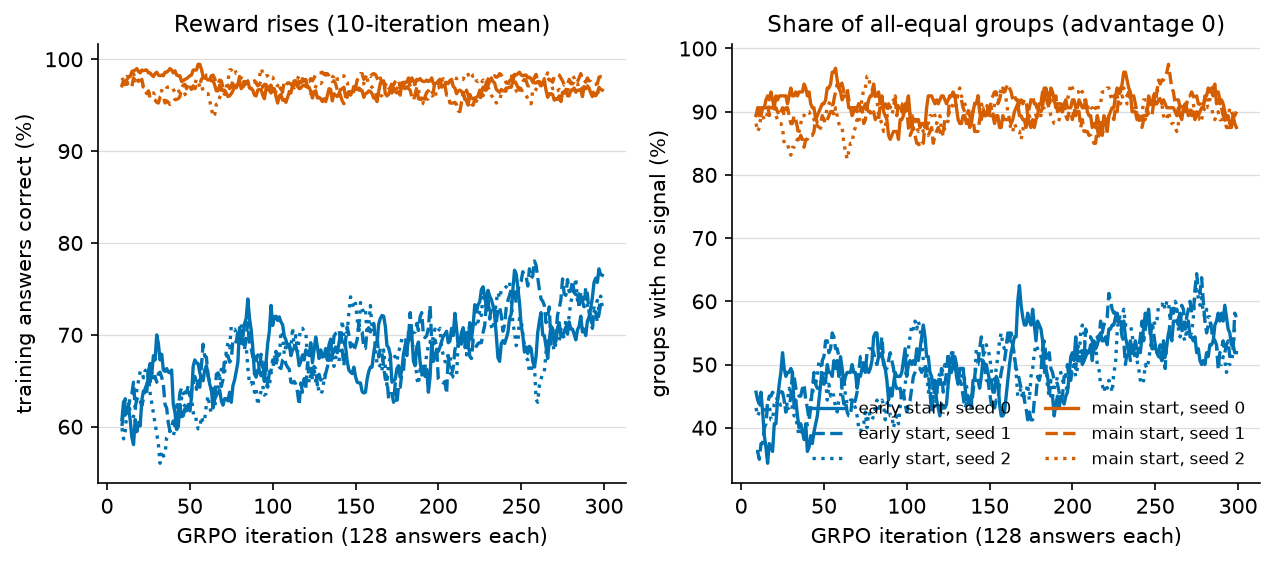 Reward rises (10-iteration mean)
training answers correct (%)
100
90
80
70
60
0 50 100 150 200 250 300
GRPO iteration (128 answers each)
Share of all-equal groups (advantage 0)
groups with no signal (%)
100
90
80
70
60
50
40
early start, seed 0
early start, seed 1
early start, seed 2
main start, seed 0
main start, seed 1
main start, seed 2
0 50 100 150 200 250 300
GRPO iteration (128 answers each)